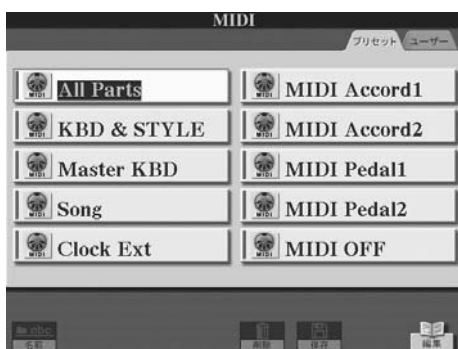 MIDI
プリセット ユーザー
All Parts
KBD & STYLE
Master KBD
Song
Clock Ext
MIDI Accord1
MIDI Accord2
MIDI Pedal1
MIDI Pedal2
MIDI OFF
名前 削除 保存 編集